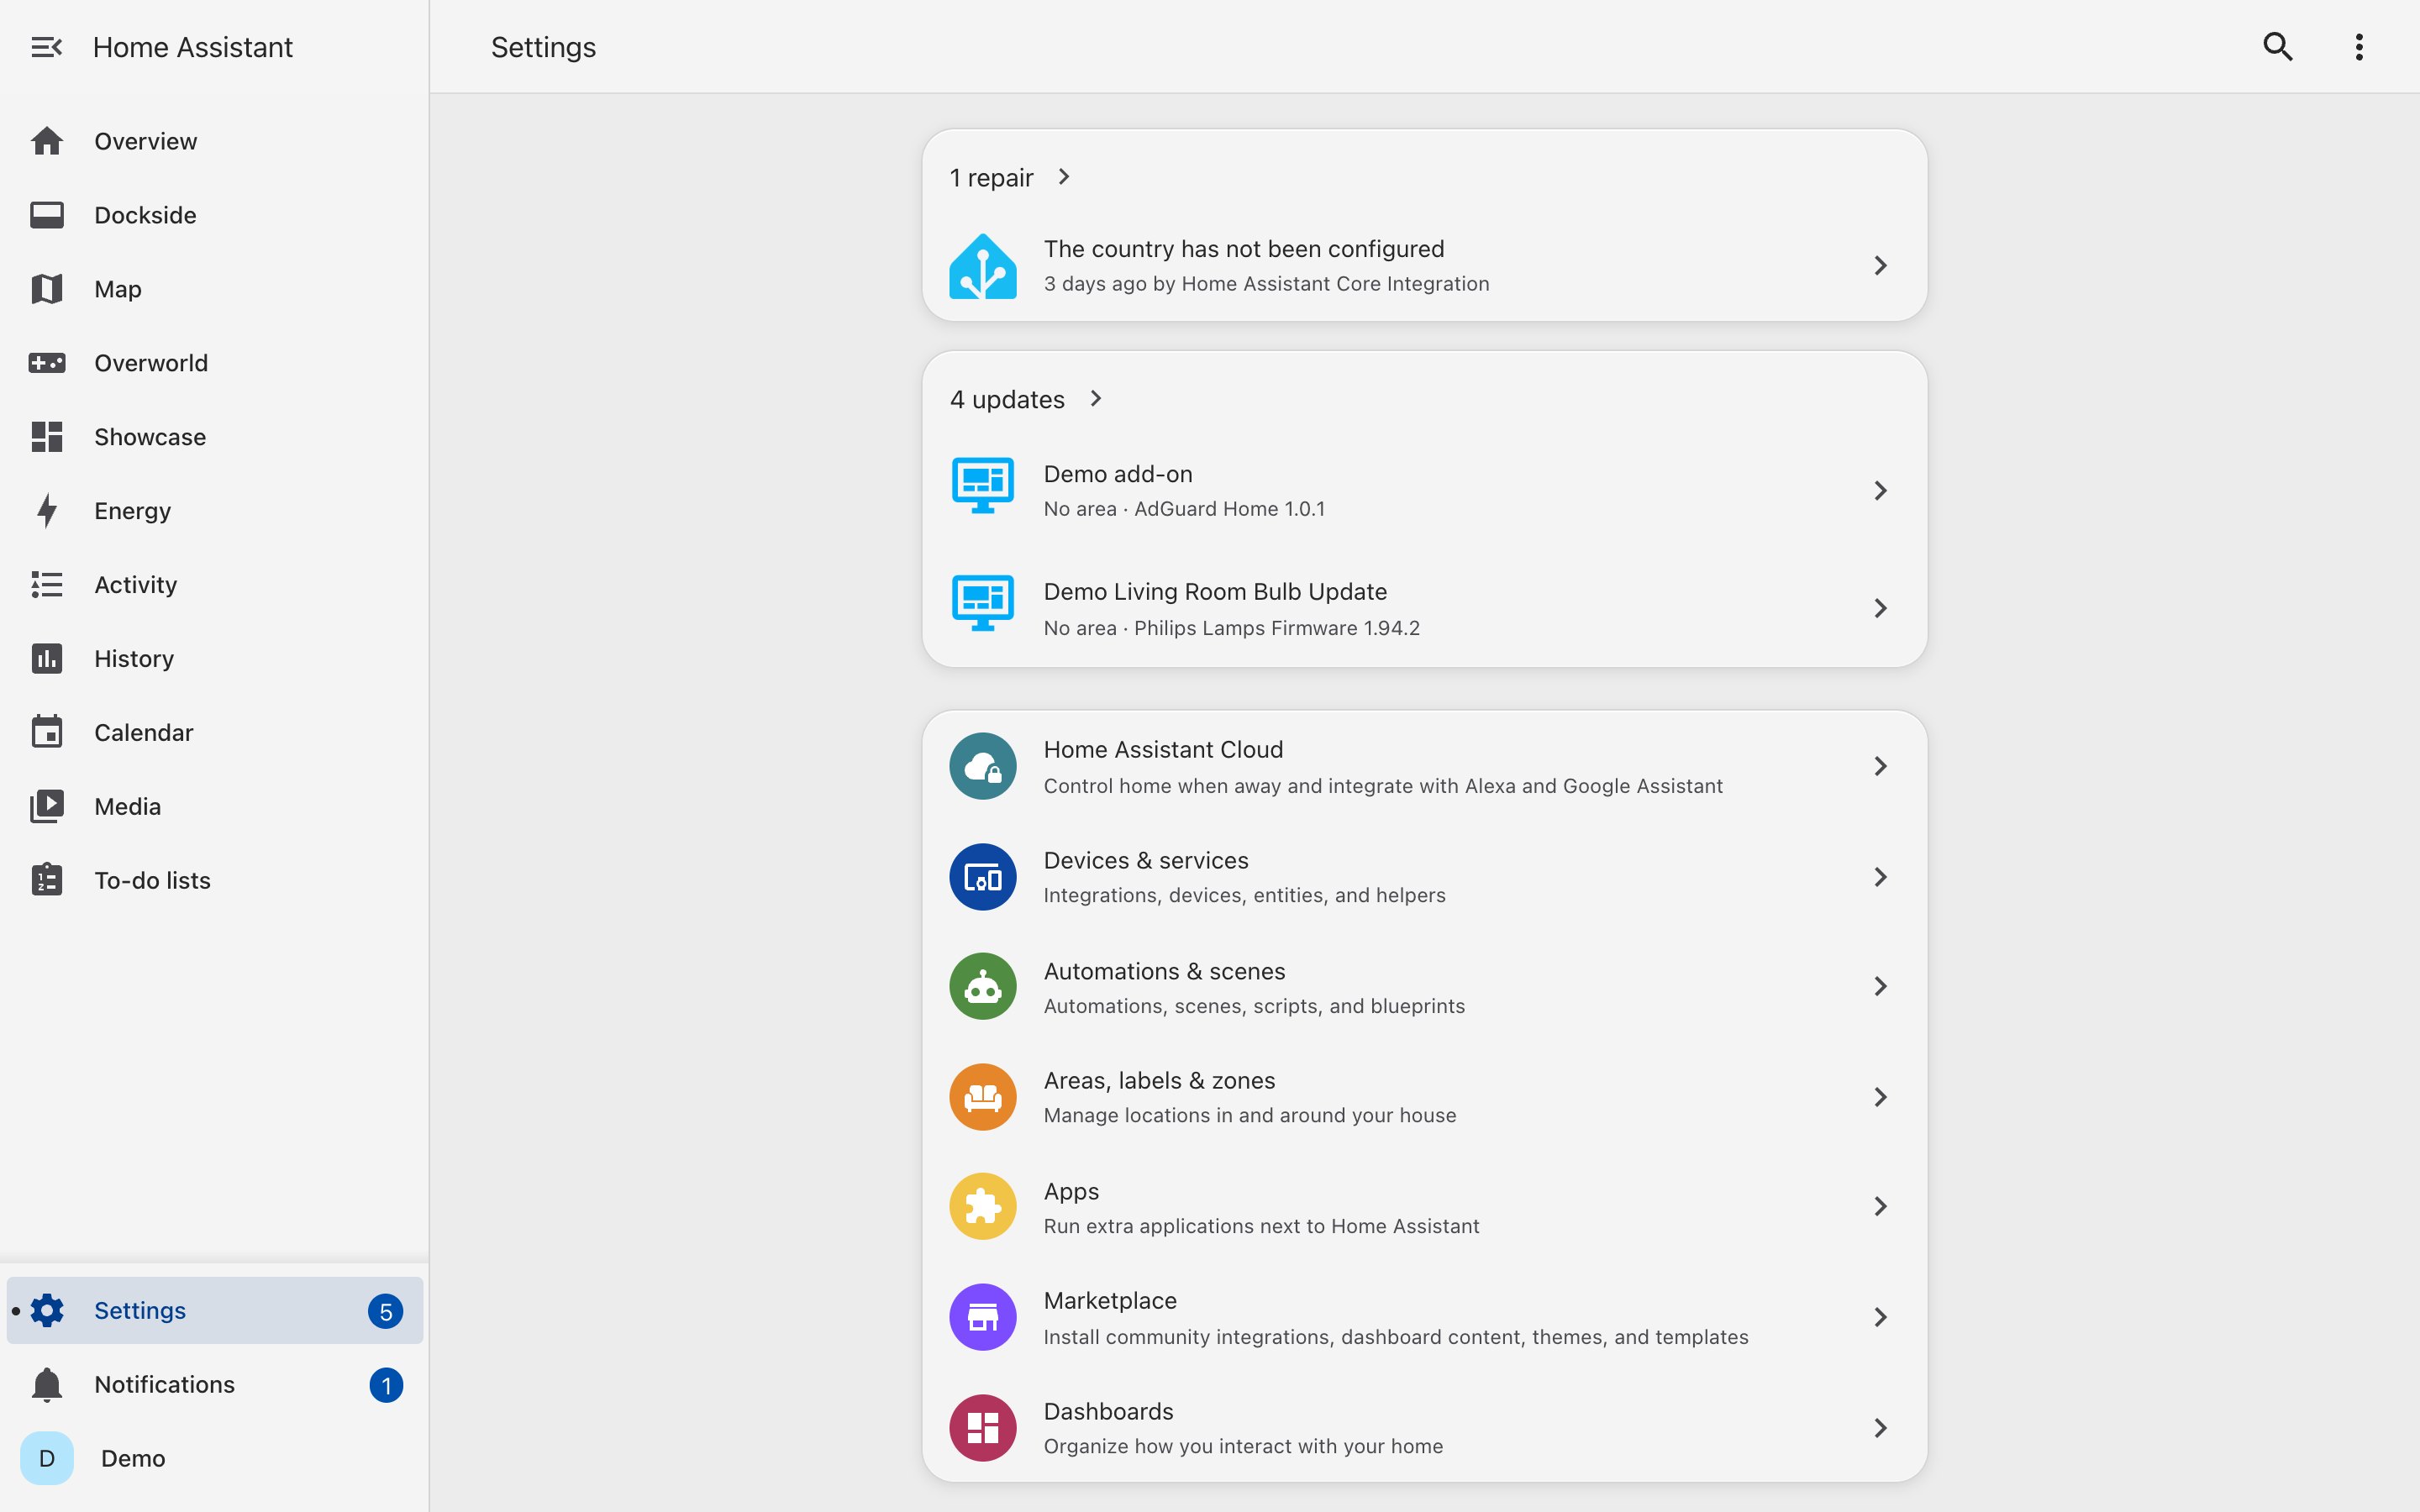 Home Assistant
Overview
Dockside
Map
Overworld
Showcase
Energy
Activity
History
Calendar
Media
To-do lists
Settings
5
Notifications
1
D
Demo
Settings
1 repair
The country has not been configured
3 days ago by Home Assistant Core Integration
4 updates
Demo add-on
No area · AdGuard Home 1.0.1
Demo Living Room Bulb Update
No area · Philips Lamps Firmware 1.94.2
Home Assistant Cloud
Control home when away and integrate with Alexa and Google Assistant
Devices & services
Integrations, devices, entities, and helpers
Automations & scenes
Automations, scenes, scripts, and blueprints
Areas, labels & zones
Manage locations in and around your house
Apps
Run extra applications next to Home Assistant
Marketplace
Install community integrations, dashboard content, themes, and templates
Dashboards
Organize how you interact with your home